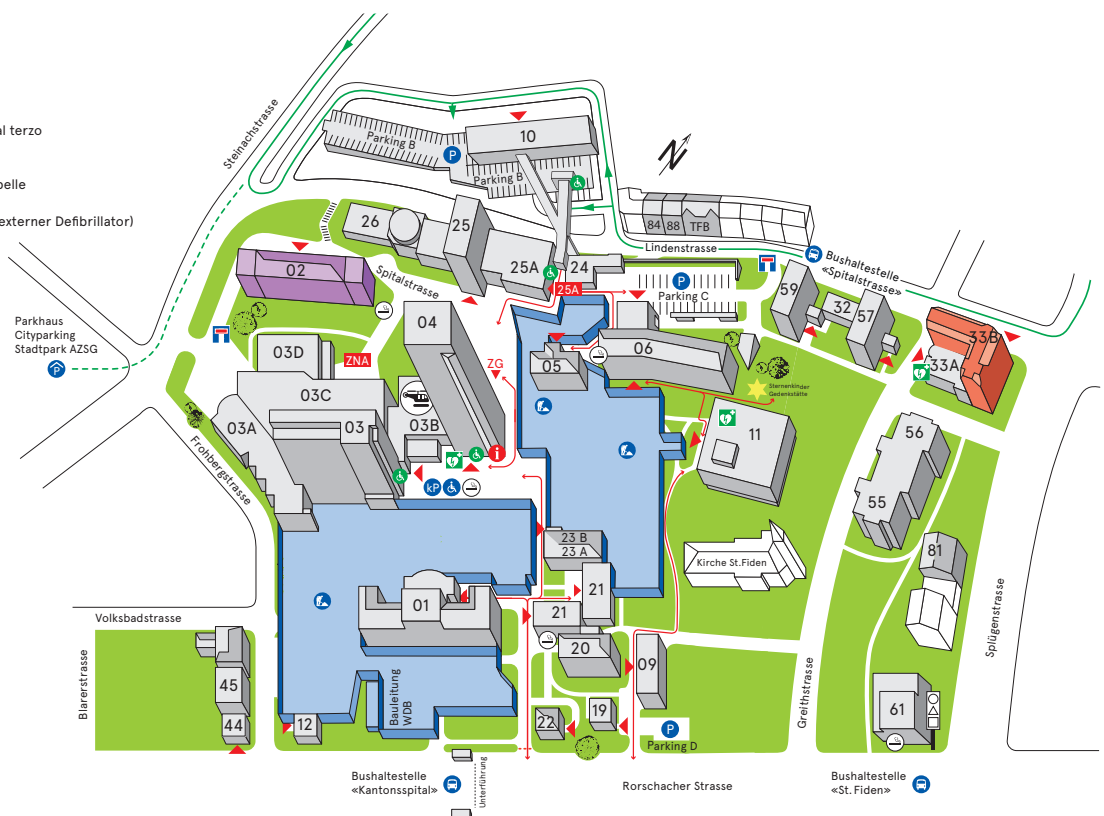 al terzo
pelle
externer Defibrillator)
Steinachstrasse
Parking B
P
10
Parking B
N
84
88
TFB
Lindenstrasse
Bushaltestelle
«Spitalstrasse»
26
25
25A
24
25A
P
Parking C
59
32
57
33B
33A
02
Spitalstrasse
04
ZG
05
06
Sternenkinder
Gedenkstätte
Parkhaus
Cityparking
Stadtpark AZSG
P
ZNA
03D
03C
03A
03
03B
i
kP
11
56
55
Frohbergstrasse
23 B
23 A
Kirche St.Fiden
81
01
21
21
20
09
Volksbadstrasse
Blarerstrasse
45
44
12
Bauleitung
WDB
22
19
P
Parking D
Greithstrasse
Splügenstrasse
61
Bushaltestelle
«Kantonsspital»
Unterführung
Rorschacher Strasse
Bushaltestelle
«St. Fiden»